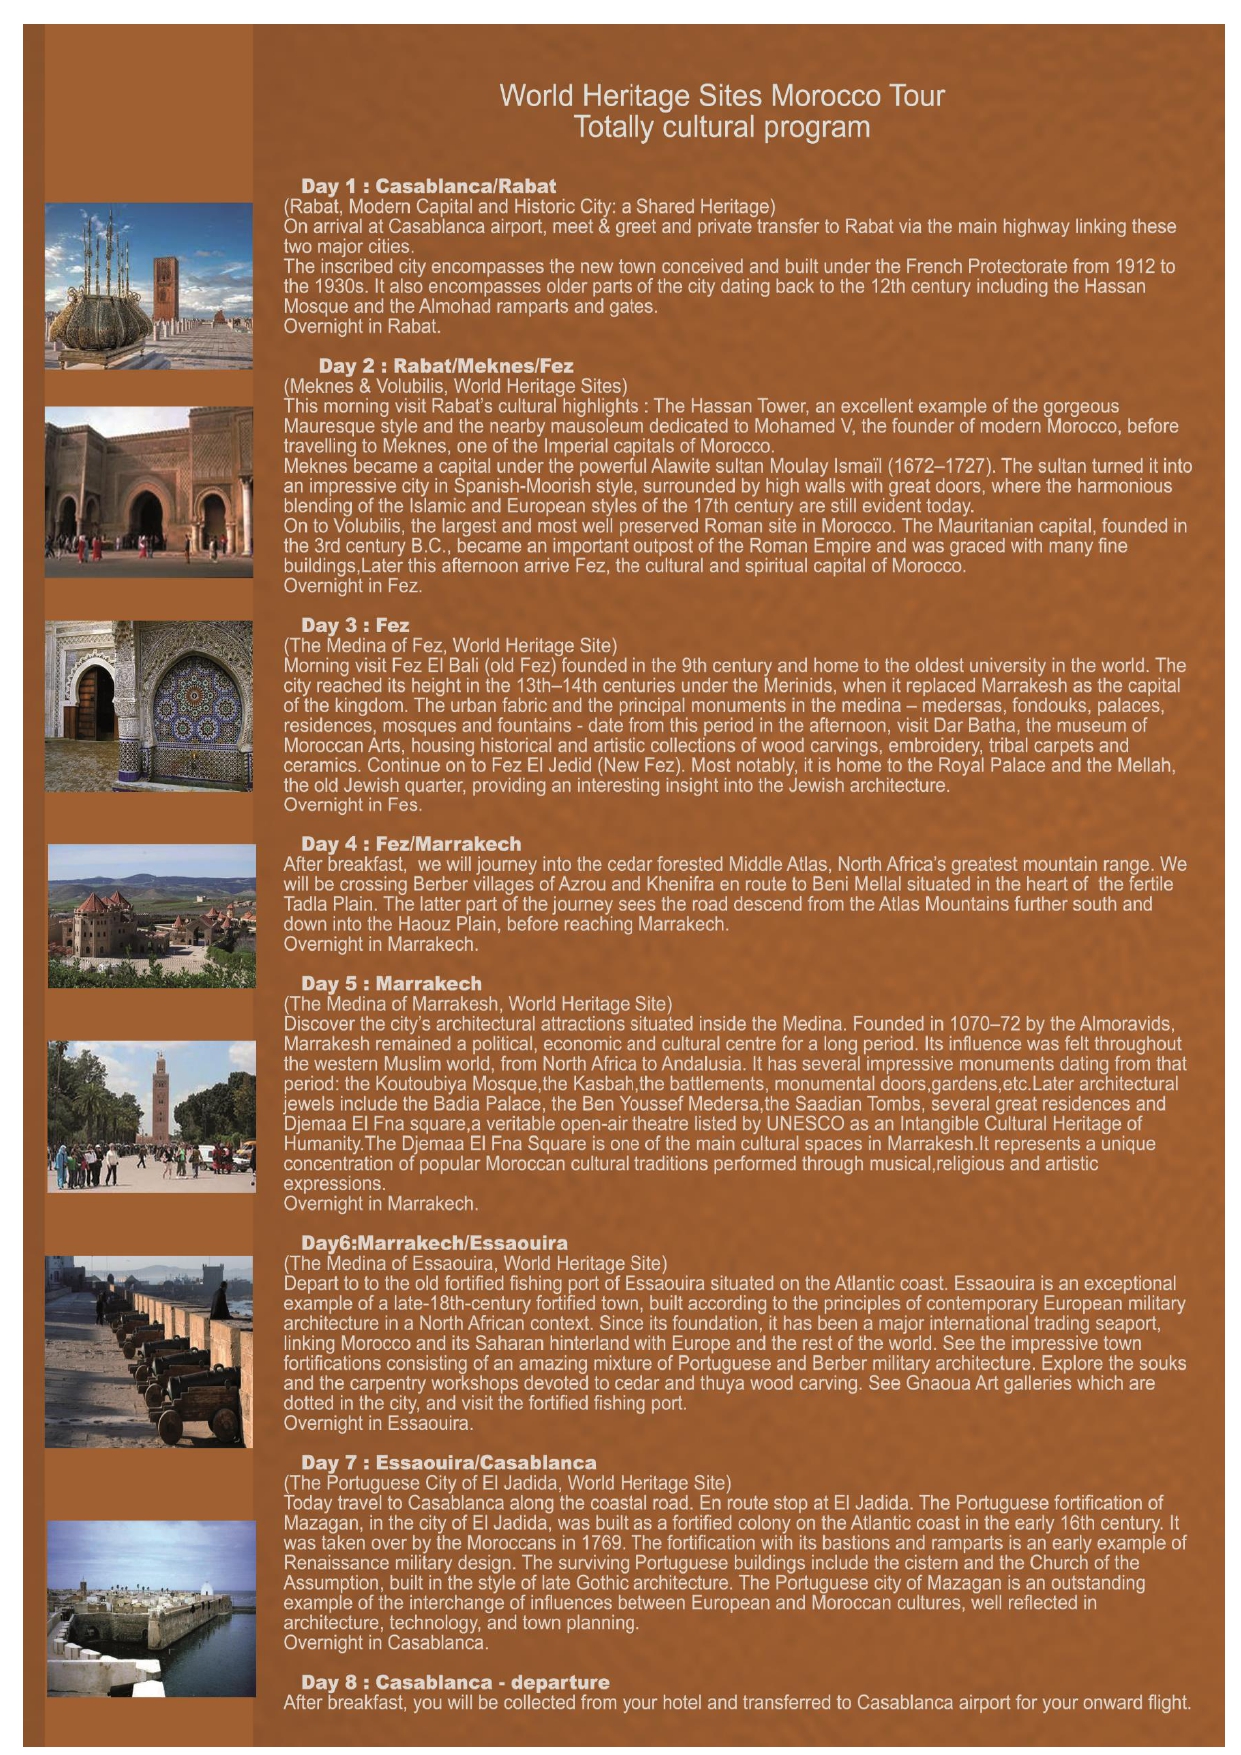 World Heritage Sites Morocco Tour
Totally cultural program
Day 1 : Casablanca/Rabat
(Rabat, Modern Capital and Historic City: a Shared Heritage)
On arrival at Casablanca airport, meet & greet and private transfer to Rabat via the main highway linking these
two major cities.
The inscribed city encompasses the new town conceived and built under the French Protectorate from 1912 to
the 1930s. It also encompasses older parts of the city dating back to the 12th century including the Hassan
Mosque and the Almohad ramparts and gates.
Overnight in Rabat.
Day 2 : Rabat/Meknes/Fez
(Meknes & Volubilis, World Heritage Sites)
This morning visit Rabat's cultural highlights : The Hassan Tower, an excellent example of the gorgeous
Mauresque style and the nearby mausoleum dedicated to Mohamed V, the founder of modern Morocco, before
travelling to Meknes, one of the Imperial capitals of Morocco.
Meknes became a capital under the powerful Alawite sultan Moulay Ismaïl (1672–1727). The sultan turned it into
an impressive city in Spanish-Moorish style, surrounded by high walls with great doors, where the harmonious
blending of the Islamic and European styles of the 17th century are still evident today.
On to Volubilis, the largest and most well preserved Roman site in Morocco. The Mauritanian capital, founded in
the 3rd century B.C., became an important outpost of the Roman Empire and was graced with many fine
buildings,Later this afternoon arrive Fez, the cultural and spiritual capital of Morocco.
Overnight in Fez.
Day 3 : Fez
(The Medina of Fez, World Heritage Site)
Morning visit Fez El Bali (old Fez) founded in the 9th century and home to the oldest university in the world. The
city reached its height in the 13th–14th centuries under the Merinids, when it replaced Marrakesh as the capital
of the kingdom. The urban fabric and the principal monuments in the medina – medersas, fondouks, palaces,
residences, mosques and fountains - date from this period in the afternoon, visit Dar Batha, the museum of
Moroccan Arts, housing historical and artistic collections of wood carvings, embroidery, tribal carpets and
ceramics. Continue on to Fez El Jedid (New Fez). Most notably, it is home to the Royal Palace and the Mellah,
the old Jewish quarter, providing an interesting insight into the Jewish architecture.
Overnight in Fes.
Day 4 : Fez/Marrakech
After breakfast, we will journey into the cedar forested Middle Atlas, North Africa's greatest mountain range. We
will be crossing Berber villages of Azrou and Khenifra en route to Beni Mellal situated in the heart of the fertile
Tadla Plain. The latter part of the journey sees the road descend from the Atlas Mountains further south and
down into the Haouz Plain, before reaching Marrakech.
Overnight in Marrakech.
Day 5 : Marrakech
(The Medina of Marrakesh, World Heritage Site)
Discover the city's architectural attractions situated inside the Medina. Founded in 1070–72 by the Almoravids,
Marrakesh remained a political, economic and cultural centre for a long period. Its influence was felt throughout
the western Muslim world, from North Africa to Andalusia. It has several impressive monuments dating from that
period: the Koutoubiya Mosque,the Kasbah,the battlements, monumental doors,gardens,etc.Later architectural
jewels include the Badia Palace, the Ben Youssef Medersa,the Saadian Tombs, several great residences and
Djemaa El Fna square,a veritable open-air theatre listed by UNESCO as an Intangible Cultural Heritage of
Humanity.The Djemaa El Fna Square is one of the main cultural spaces in Marrakesh.It represents a unique
concentration of popular Moroccan cultural traditions performed through musical,religious and artistic
expressions.
Overnight in Marrakech.
Day6:Marrakech/Essaouira
(The Medina of Essaouira, World Heritage Site)
Depart to to the old fortified fishing port of Essaouira situated on the Atlantic coast. Essaouira is an exceptional
example of a late-18th-century fortified town, built according to the principles of contemporary European military
architecture in a North African context. Since its foundation, it has been a major international trading seaport,
linking Morocco and its Saharan hinterland with Europe and the rest of the world. See the impressive town
fortifications consisting of an amazing mixture of Portuguese and Berber military architecture. Explore the souks
and the carpentry workshops devoted to cedar and thuya wood carving. See Gnaoua Art galleries which are
dotted in the city, and visit the fortified fishing port.
Overnight in Essaouira.
Day 7 : Essaouira/Casablanca
(The Portuguese City of El Jadida, World Heritage Site)
Today travel to Casablanca along the coastal road. En route stop at El Jadida. The Portuguese fortification of
Mazagan, in the city of El Jadida, was built as a fortified colony on the Atlantic coast in the early 16th century. It
was taken over by the Moroccans in 1769. The fortification with its bastions and ramparts is an early example of
Renaissance military design. The surviving Portuguese buildings include the cistern and the Church of the
Assumption, built in the style of late Gothic architecture. The Portuguese city of Mazagan is an outstanding
example of the interchange of influences between European and Moroccan cultures, well reflected in
architecture, technology, and town planning.
Overnight in Casablanca.
Day 8 : Casablanca - departure
After breakfast, you will be collected from your hotel and transferred to Casablanca airport for your onward flight.